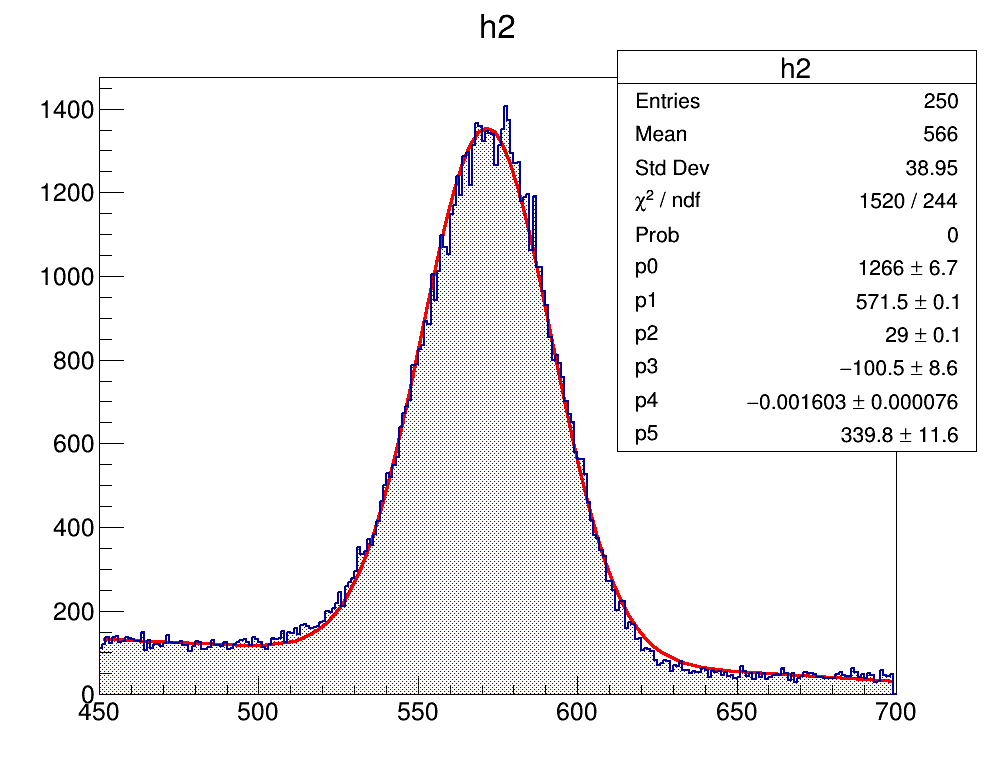 h2
h2
Entries 250
Mean 566
Std Dev 38.95
χ² / ndf 1520 / 244
Prob 0
p0 1266 ± 6.7
p1 571.5 ± 0.1
p2 29 ± 0.1
p3 −100.5 ± 8.6
p4 −0.001603 ± 0.000076
p5 339.8 ± 11.6
1400
1200
1000
800
600
400
200
0
450 500 550 600 650 700